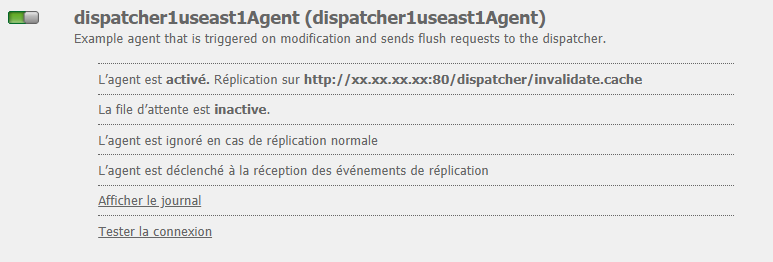 dispatcher1useast1Agent (dispatcher1useast1Agent)
Example agent that is triggered on modification and sends flush requests to the dispatcher.
L'agent est activé. Réplication sur http://xx.xx.xx.xx:80/dispatcher/invalidate.cache
La file d'attente est inactive.
L'agent est ignoré en cas de réplication normale
L'agent est déclenché à la réception des événements de réplication
Afficher le journal
Tester la connexion